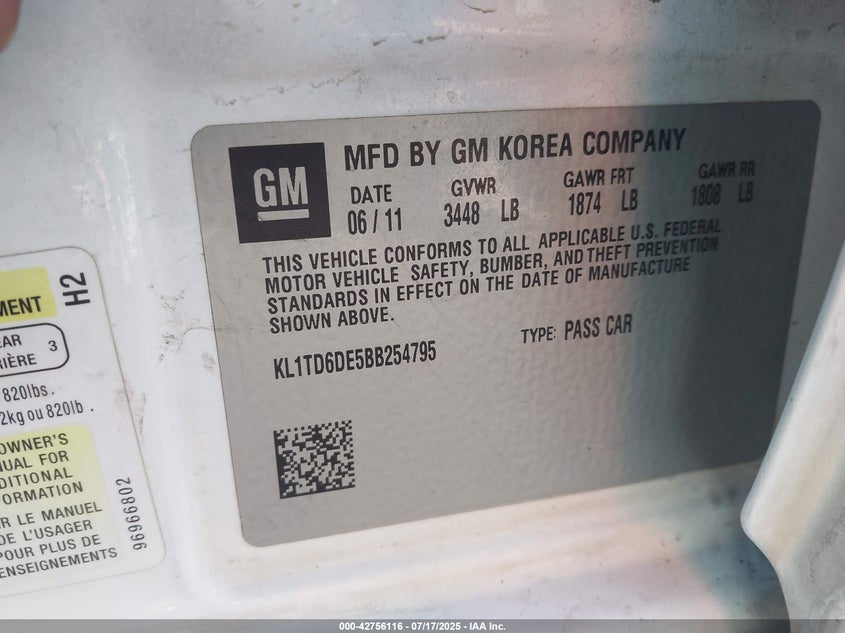 GM
MFD BY GM KOREA COMPANY
DATE GVWR GAWR FRT GAWR RR
06 / 11 3448 LB 1874 LB 1808 LB
THIS VEHICLE CONFORMS TO ALL APPLICABLE U.S. FEDERAL
MOTOR VEHICLE SAFETY, BUMBER, AND THEFT PREVENTION
STANDARDS IN EFFECT ON THE DATE OF MANUFACTURE
SHOWN ABOVE.
KL1TD6DE5BB254795 TYPE: PASS CAR
MENT
H2
EAR
IÈRE 3
820lbs.
2kg ou 820lb .
OWNER'S
UAL FOR
DITIONAL
ORMATION
R LE MANUEL
DE L'USAGER
POUR PLUS DE
ENSEIGNEMENTS
96966802
000-42756116 - 07/17/2025 - IAA Inc.